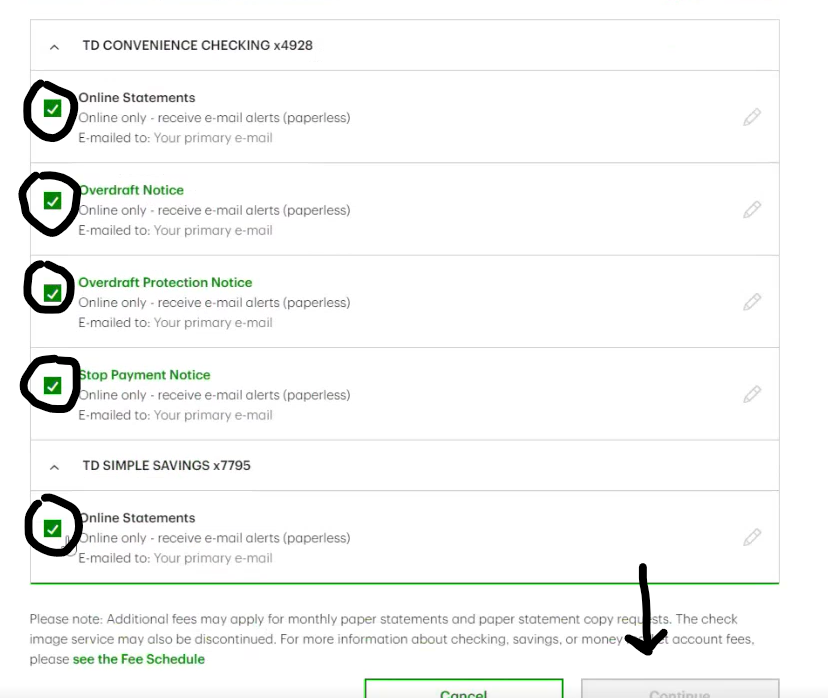 TD CONVENIENCE CHECKING x4928
Online Statements
Online only - receive e-mail alerts (paperless)
E-mailed to: Your primary e-mail
Overdraft Notice
Online only - receive e-mail alerts (paperless)
E-mailed to: Your primary e-mail
Overdraft Protection Notice
Online only - receive e-mail alerts (paperless)
E-mailed to: Your primary e-mail
Stop Payment Notice
Online only - receive e-mail alerts (paperless)
E-mailed to: Your primary e-mail
TD SIMPLE SAVINGS x7795
Online Statements
Online only - receive e-mail alerts (paperless)
E-mailed to: Your primary e-mail
Please note: Additional fees may apply for monthly paper statements and paper statement copy requests. The check
image service may also be discontinued. For more information about checking, savings, or money market account fees,
please see the Fee Schedule
Cancel
Continue